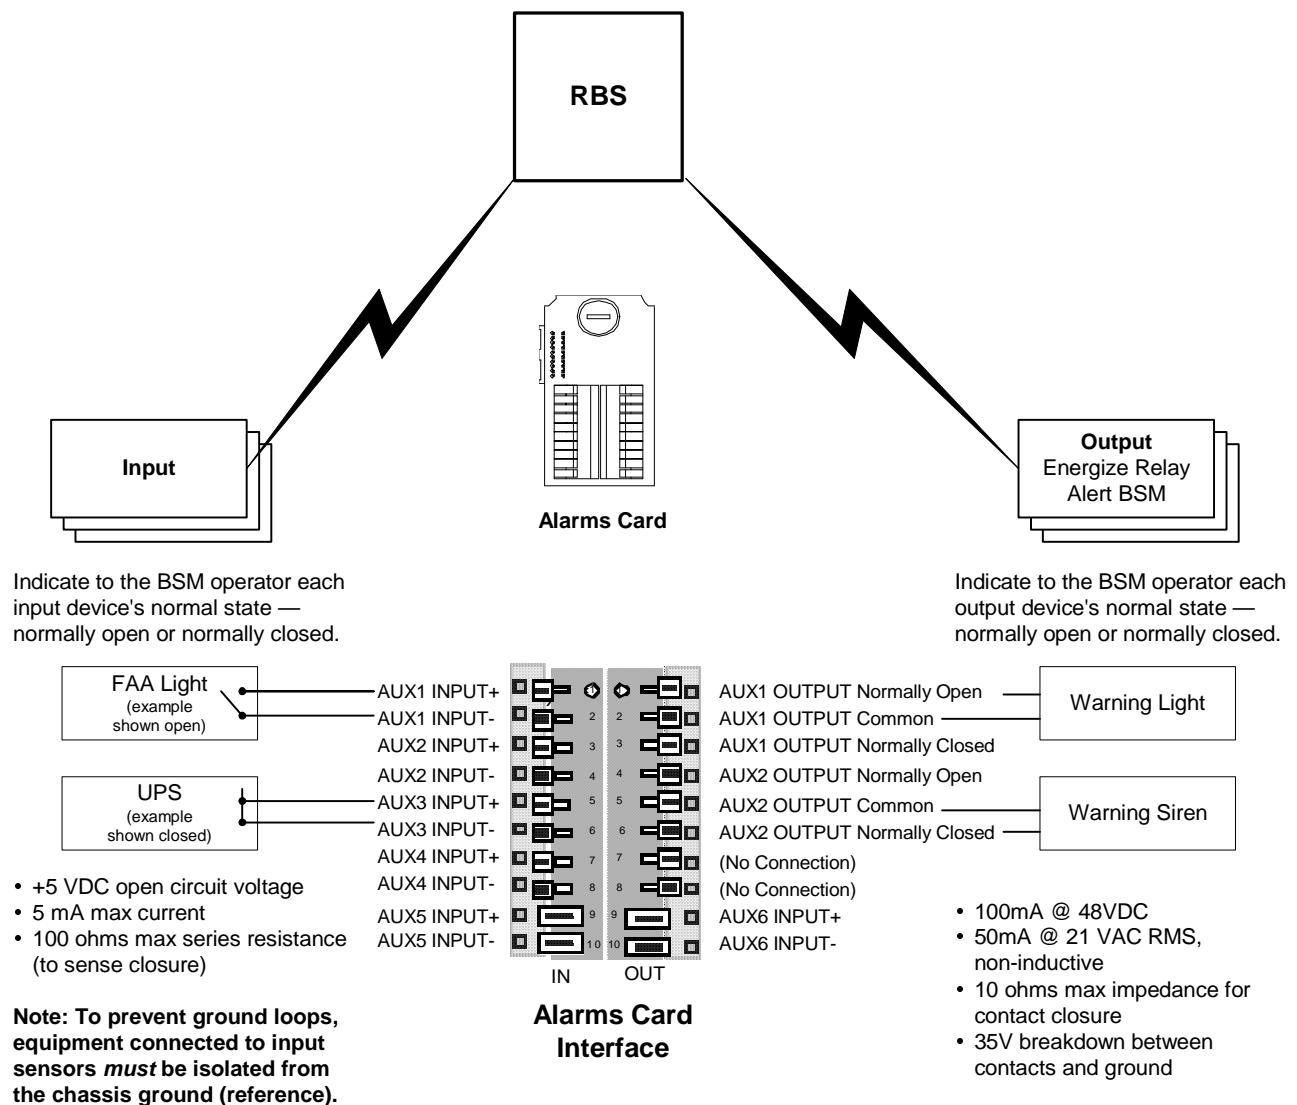 RBS
Input
Output
Energize Relay
Alert BSM
Alarms Card
Indicate to the BSM operator each
input device's normal state —
normally open or normally closed.
Indicate to the BSM operator each
output device's normal state —
normally open or normally closed.
FAA Light
(example
shown open)
UPS
(example
shown closed)
AUX1 INPUT+
AUX1 INPUT-
AUX2 INPUT+
AUX2 INPUT-
AUX3 INPUT+
AUX3 INPUT-
AUX4 INPUT+
AUX4 INPUT-
AUX5 INPUT+
AUX5 INPUT-
1 1
2 2
3 3
4 4
5 5
6 6
7 7
8 8
9 9
10 10
IN OUT
AUX1 OUTPUT Normally Open
AUX1 OUTPUT Common
AUX1 OUTPUT Normally Closed
AUX2 OUTPUT Normally Open
AUX2 OUTPUT Common
AUX2 OUTPUT Normally Closed
(No Connection)
(No Connection)
AUX6 INPUT+
AUX6 INPUT-
Warning Light
Warning Siren
• +5 VDC open circuit voltage
• 5 mA max current
• 100 ohms max series resistance
(to sense closure)
Note: To prevent ground loops,
equipment connected to input
sensors must be isolated from
the chassis ground (reference).
Alarms Card
Interface
• 100mA @ 48VDC
• 50mA @ 21 VAC RMS,
non-inductive
• 10 ohms max impedance for
contact closure
• 35V breakdown between
contacts and ground